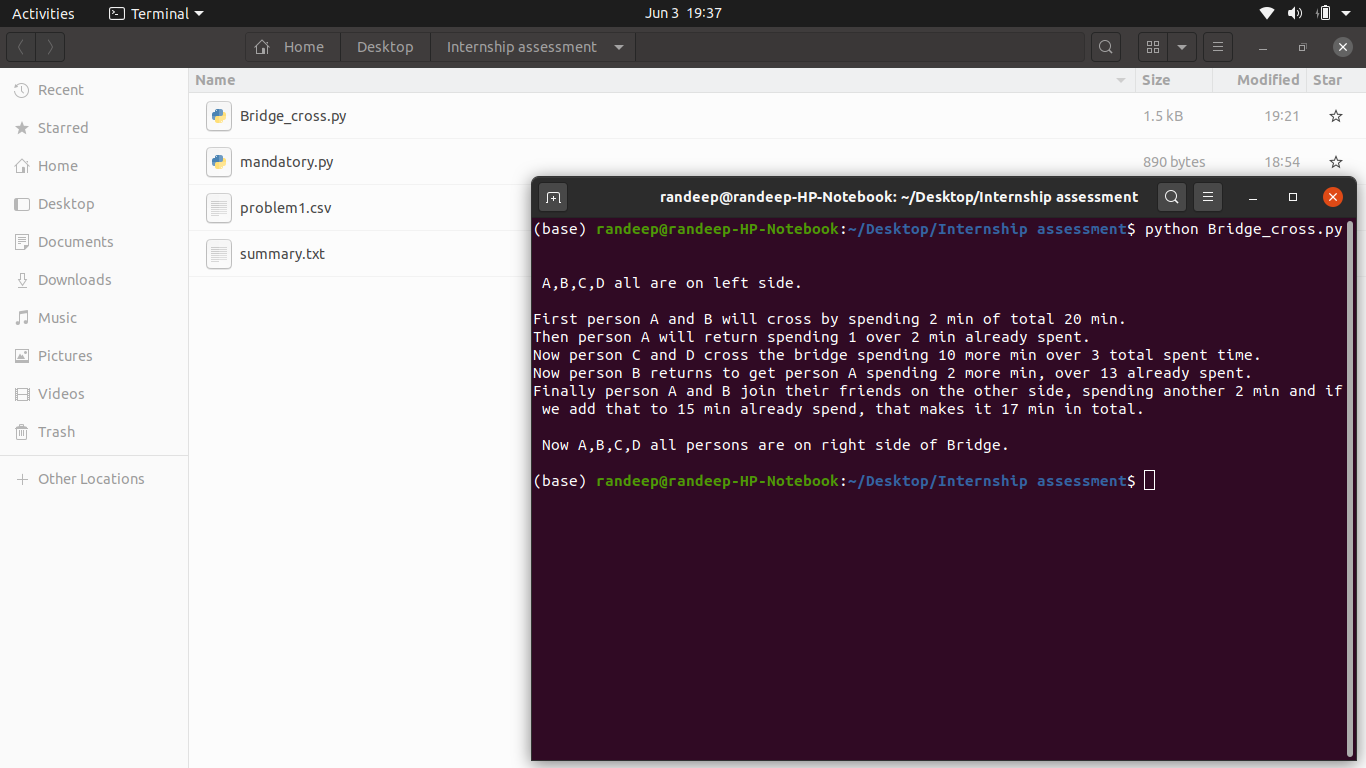 Activities
Terminal
Jun 3 19:37
Home
Desktop
Internship assessment
Recent
Starred
Home
Desktop
Documents
Downloads
Music
Pictures
Videos
Trash
Other Locations
Name Size Modified Star
Bridge_cross.py 1.5 kB 19:21
mandatory.py 890 bytes 18:54
problem1.csv
summary.txt
randeep@randeep-HP-Notebook: ~/Desktop/Internship assessment
(base) randeep@randeep-HP-Notebook:~/Desktop/Internship assessment$ python Bridge_cross.py
A,B,C,D all are on left side.
First person A and B will cross by spending 2 min of total 20 min.
Then person A will return spending 1 over 2 min already spent.
Now person C and D cross the bridge spending 10 more min over 3 total spent time.
Now person B returns to get person A spending 2 more min, over 13 already spent.
Finally person A and B join their friends on the other side, spending another 2 min and if
we add that to 15 min already spend, that makes it 17 min in total.
Now A,B,C,D all persons are on right side of Bridge.
(base) randeep@randeep-HP-Notebook:~/Desktop/Internship assessment$